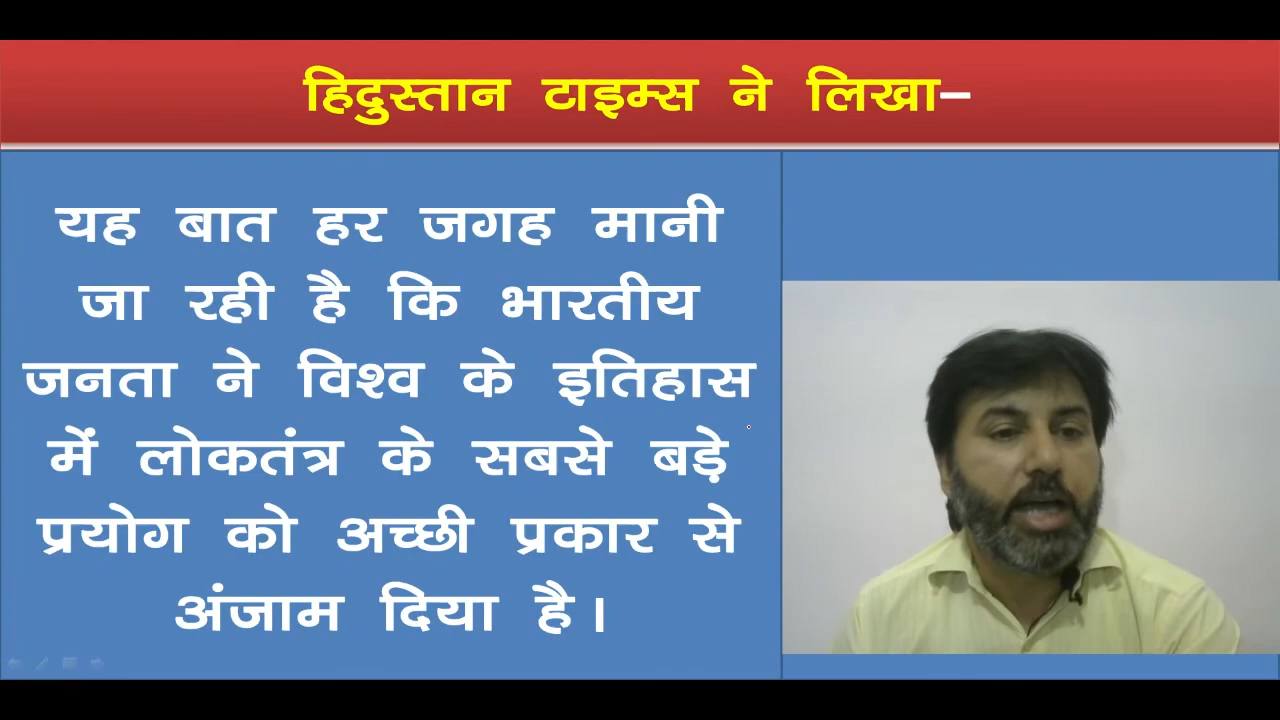 हिदुस्तान टाइम्स ने लिखा–
यह बात हर जगह मानी
जा रही है कि भारतीय
जनता ने विश्व के इतिहास
में लोकतंत्र के सबसे बड़े
प्रयोग को अच्छी प्रकार से
अंजाम दिया है।